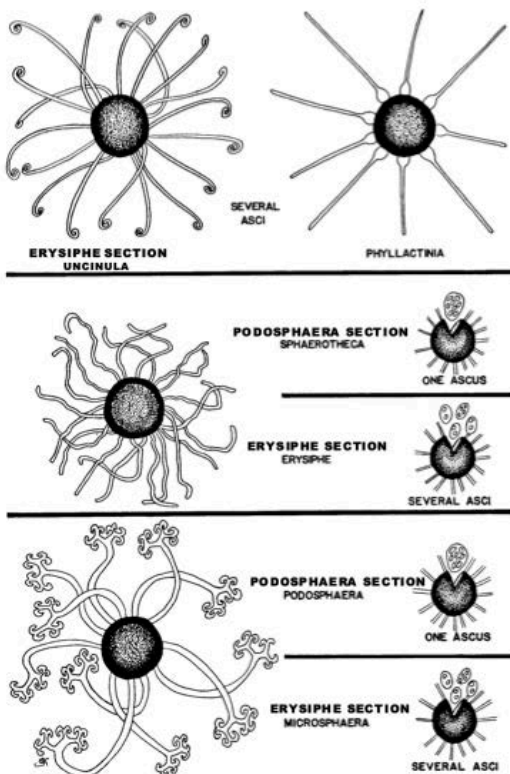 SEVERAL
ASCI
ERYSIPHE SECTION
UNCINULA
PHYLLACTINIA
PODOSPHAERA SECTION
SPHAEROTHECA
ONE ASCUS
ERYSIPHE SECTION
ERYSIPHE
SEVERAL ASCI
PODOSPHAERA SECTION
PODOSPHAERA
ONE ASCUS
ERYSIPHE SECTION
MICROSPHAERA
SEVERAL ASCI